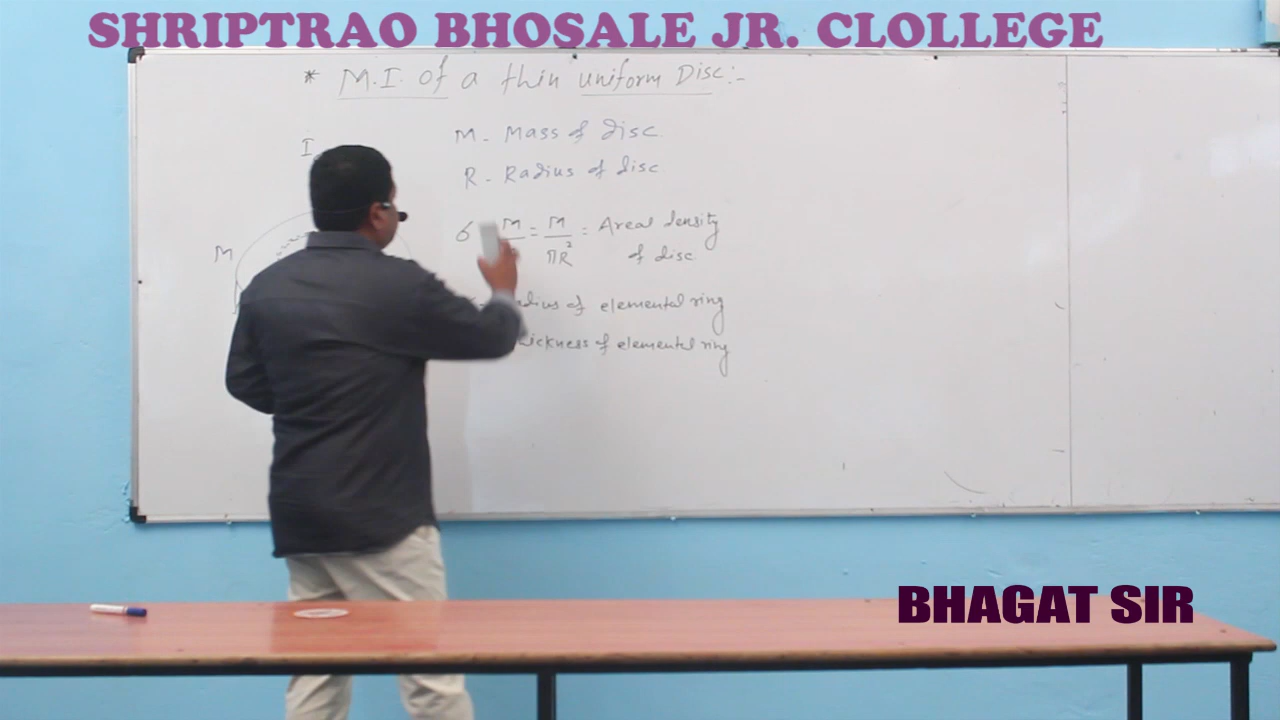 SHRIPTRAO BHOSALE JR. CLOLLEGE
* M.I. of a thin uniform Disc:-
I
M - Mass of disc.
R - Radius of disc
M
σ M = M/πR² = Areal density
of disc
adius of elemental ring
ickness of elemental ring
BHAGAT SIR